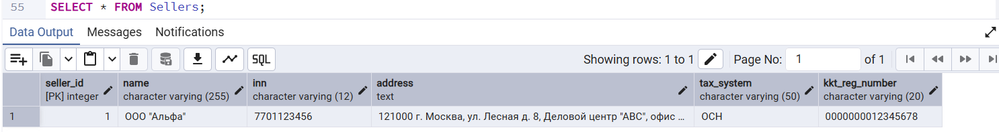 55 SELECT * FROM Sellers;
Data Output Messages Notifications
SQL Showing rows: 1 to 1 Page No: 1 of 1
seller_id name inn address tax_system kkt_reg_number
[PK] integer character varying (255) character varying (12) text character varying (50) character varying (20)
1 1 ООО "Альфа" 7701123456 121000 г. Москва, ул. Лесная д. 8, Деловой центр "АВС", офис ... ОСН 0000000012345678